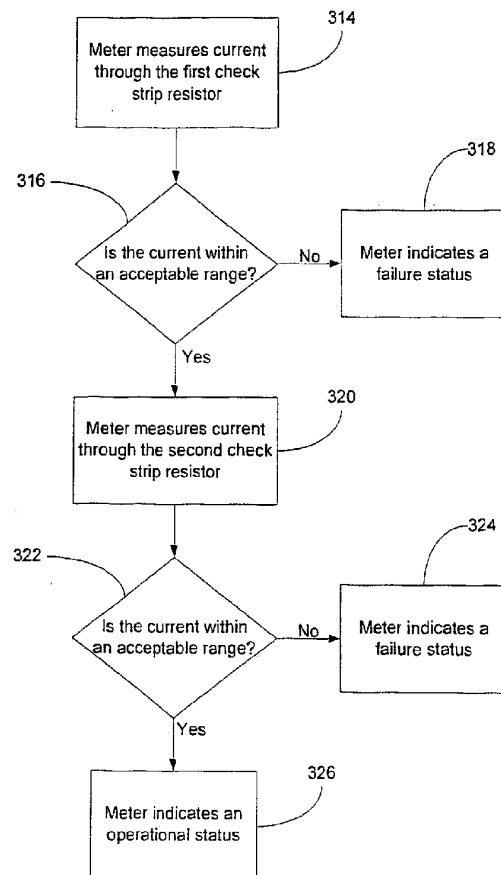 314
Meter measures current
through the first check
strip resistor
316
318
Is the current within
an acceptable range?
No
Meter indicates a
failure status
Yes
320
Meter measures current
through the second check
strip resistor
322
324
Is the current within
an acceptable range?
No
Meter indicates a
failure status
Yes
326
Meter indicates an
operational status